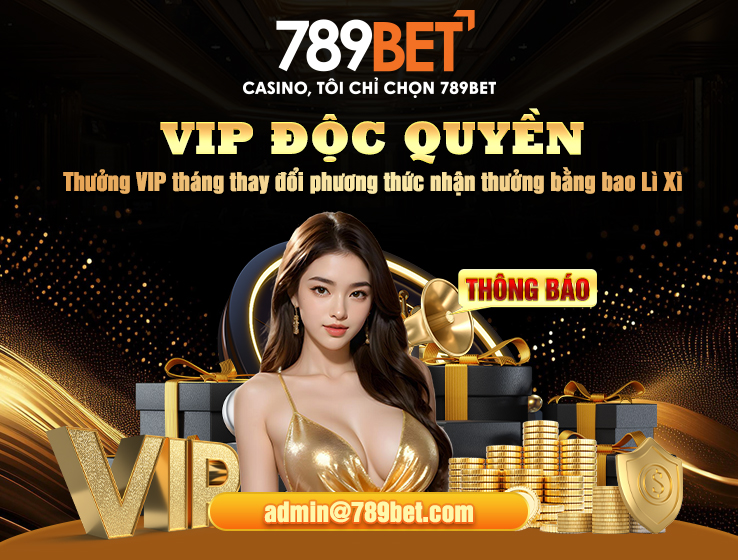 789BET
CASINO, TÔI CHỈ CHỌN 789BET
VIP ĐỘC QUYỀN
Thưởng VIP tháng thay đổi phương thức nhận thưởng bằng bao Lì Xì
THÔNG BÁO
VIP
admin@789bet.com